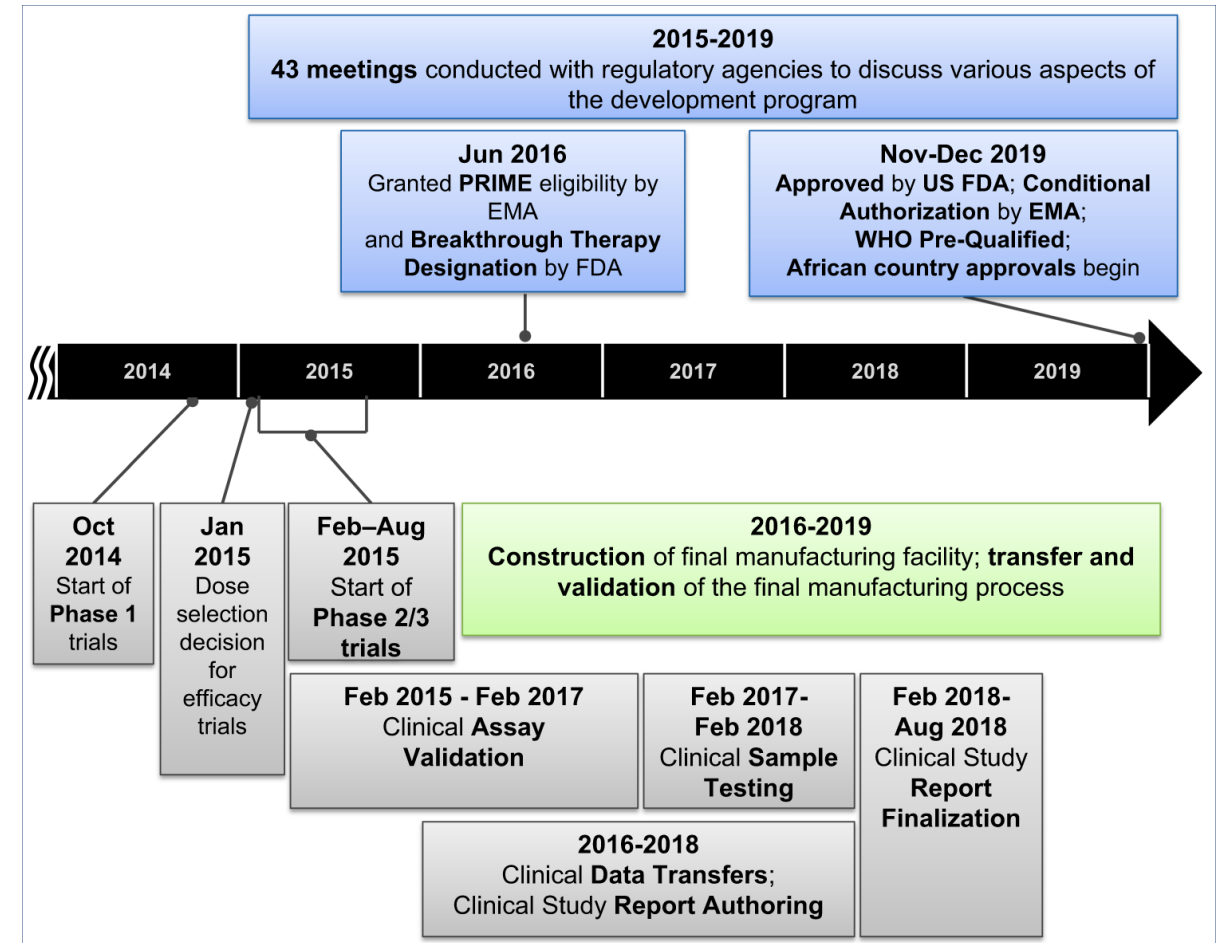 2015-2019
43 meetings conducted with regulatory agencies to discuss various aspects of
the development program
Jun 2016
Granted PRIME eligibility by
EMA
and Breakthrough Therapy
Designation by FDA
Nov-Dec 2019
Approved by US FDA; Conditional
Authorization by EMA;
WHO Pre-Qualified;
African country approvals begin
2014
2015
2016
2017
2018
2019
Oct
2014
Start of
Phase 1
trials
Jan
2015
Dose
selection
decision
for
efficacy
trials
Feb–Aug
2015
Start of
Phase 2/3
trials
2016-2019
Construction of final manufacturing facility; transfer and
validation of the final manufacturing process
Feb 2015 - Feb 2017
Clinical Assay
Validation
Feb 2017-
Feb 2018
Clinical Sample
Testing
Feb 2018-
Aug 2018
Clinical Study
Report
Finalization
2016-2018
Clinical Data Transfers;
Clinical Study Report Authoring